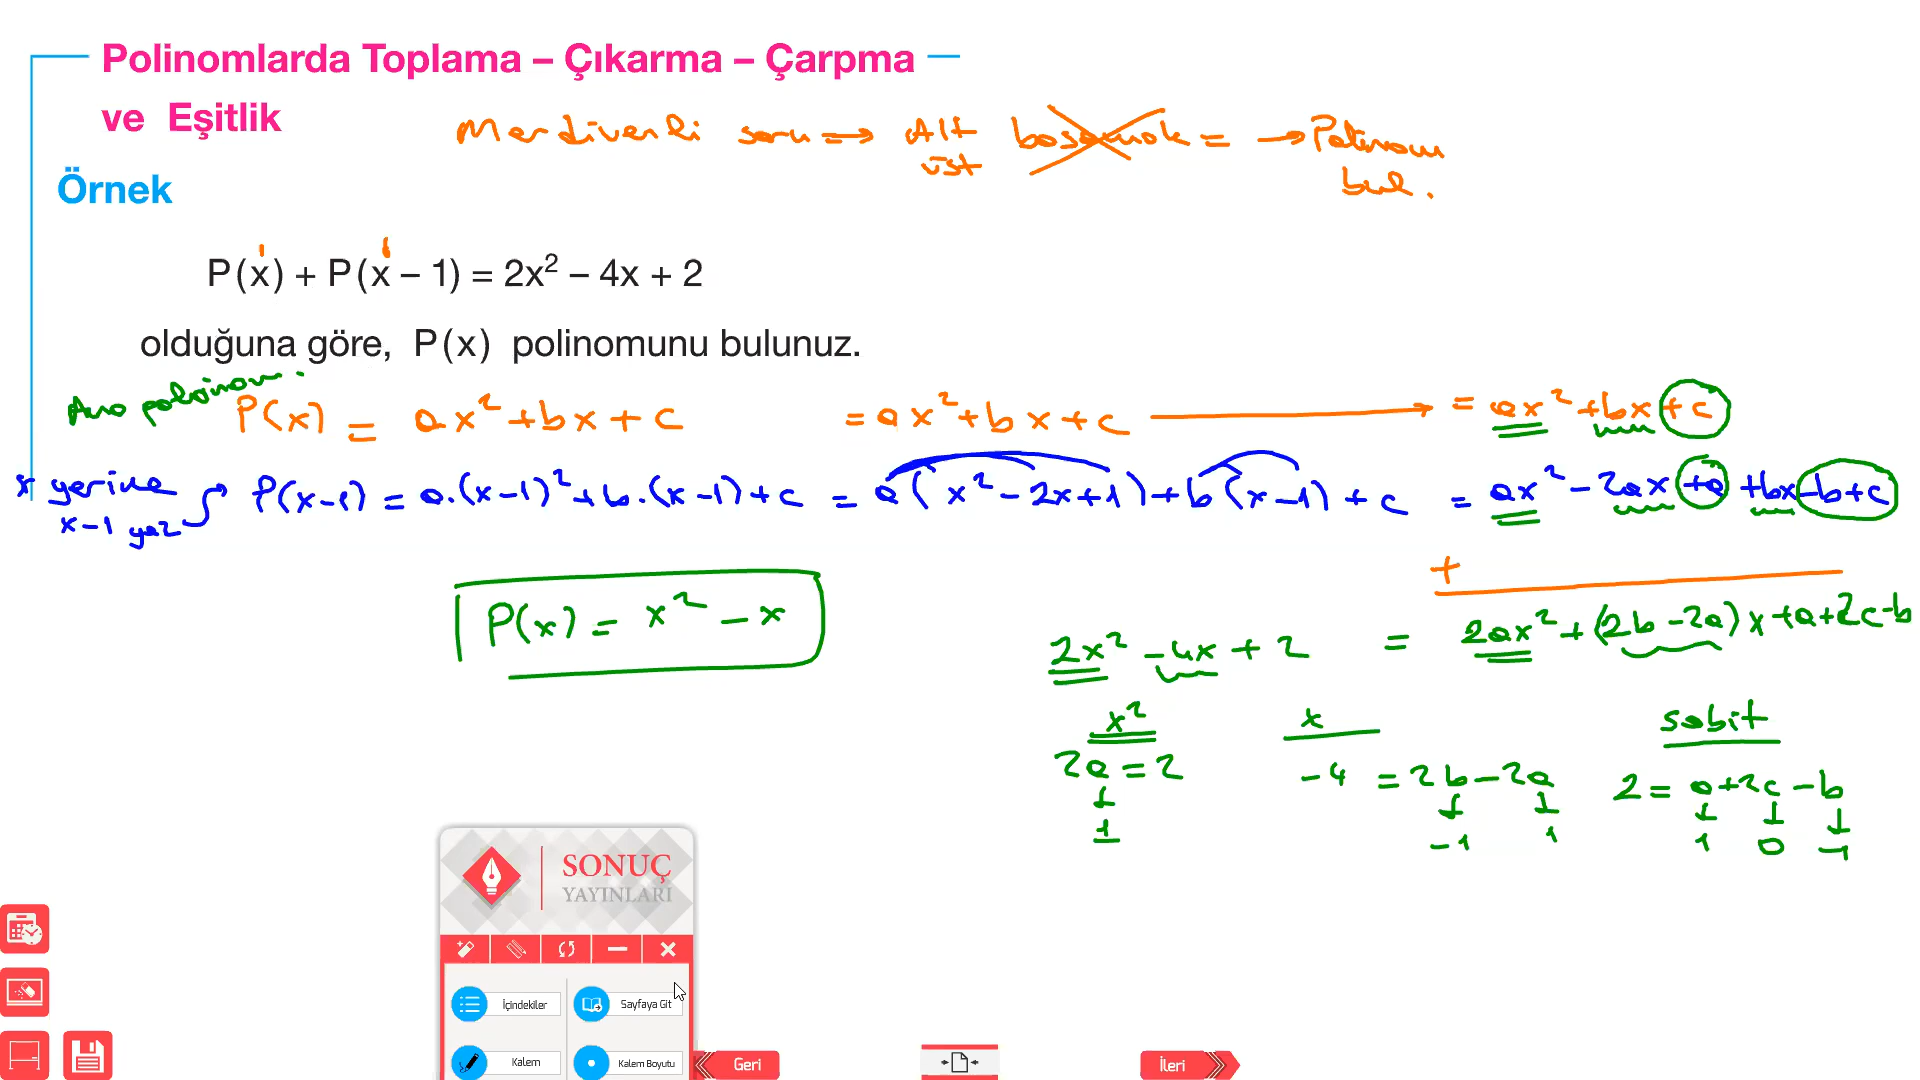 Polinomlarda Toplama – Çıkarma – Çarpma
ve Eşitlik
Merdivenli soru ⇒ Alt üst basamak = → Polinom bul.
Örnek
P(x) + P(x – 1) = 2x² – 4x + 2
olduğuna göre, P(x) polinomunu bulunuz.
Ana polinom.
P(x) = ax²+bx+c = ax²+bx+c → = ax²+bx+c
x yerine x-1 yaz P(x-1) = a.(x-1)²+b.(x-1)+c = a(x²-2x+1)+b(x-1)+c = ax²-2ax+a+bx-b+c
+
P(x) = x²-x
2x²-4x+2 = 2ax²+(2b-2a)x+a+2c-b
x² x sabit
2a=2 -4=2b-2a 2=a+2c-b
1 -1 1 1 0 -1
SONUÇ
YAYINLARI
İçindekiler Sayfaya Git
Kalem Kalem Boyutu
Geri İleri